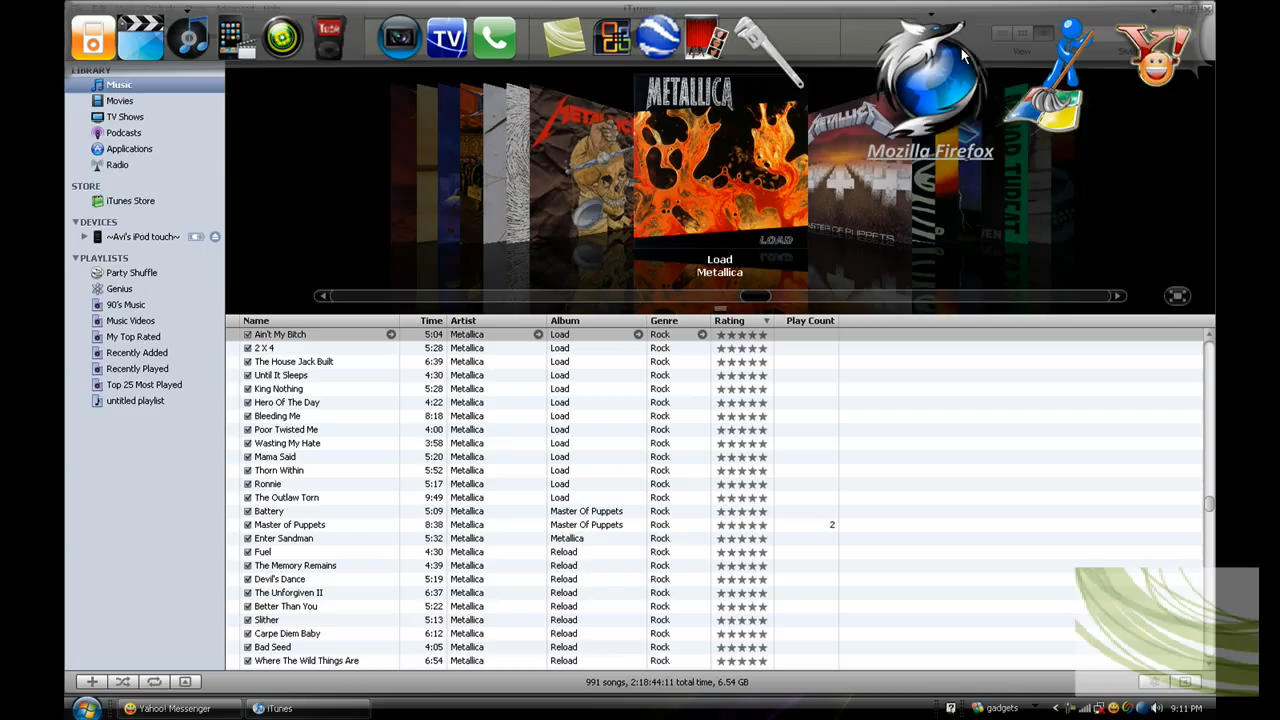 iTunes
Tube
TV
View
Mozilla Firefox
LIBRARY
Music
Movies
TV Shows
Podcasts
Applications
Radio
STORE
iTunes Store
DEVICES
~Avi's iPod touch~
PLAYLISTS
Party Shuffle
Genius
90's Music
Music Videos
My Top Rated
Recently Added
Recently Played
Top 25 Most Played
untitled playlist
METALLICA
METALLICA
LOAD
MASTER OF PUPPETS
Load
Metallica
Name Time Artist Album Genre Rating Play Count
Ain't My Bitch 5:04 Metallica Load Rock ★★★★★
2 X 4 5:28 Metallica Load Rock ★★★★★
The House Jack Built 6:39 Metallica Load Rock ★★★★★
Until It Sleeps 4:30 Metallica Load Rock ★★★★★
King Nothing 5:28 Metallica Load Rock ★★★★★
Hero Of The Day 4:22 Metallica Load Rock ★★★★★
Bleeding Me 8:18 Metallica Load Rock ★★★★★
Poor Twisted Me 4:00 Metallica Load Rock ★★★★★
Wasting My Hate 3:58 Metallica Load Rock ★★★★★
Mama Said 5:20 Metallica Load Rock ★★★★★
Thorn Within 5:52 Metallica Load Rock ★★★★★
Ronnie 5:17 Metallica Load Rock ★★★★★
The Outlaw Torn 9:49 Metallica Load Rock ★★★★★
Battery 5:09 Metallica Master Of Puppets Rock ★★★★★
Master of Puppets 8:38 Metallica Master Of Puppets Rock ★★★★★ 2
Enter Sandman 5:32 Metallica Metallica Rock ★★★★★
Fuel 4:30 Metallica Reload Rock ★★★★★
The Memory Remains 4:39 Metallica Reload Rock ★★★★★
Devil's Dance 5:19 Metallica Reload Rock ★★★★★
The Unforgiven II 6:37 Metallica Reload Rock ★★★★★
Better Than You 5:22 Metallica Reload Rock ★★★★★
Slither 5:13 Metallica Reload Rock ★★★★★
Carpe Diem Baby 6:12 Metallica Reload Rock ★★★★★
Bad Seed 4:05 Metallica Reload Rock ★★★★★
Where The Wild Things Are 6:54 Metallica Reload Rock ★★★★★
991 songs, 2:18:44:11 total time, 6.54 GB
Yahoo! Messenger iTunes gadgets 9:11 PM